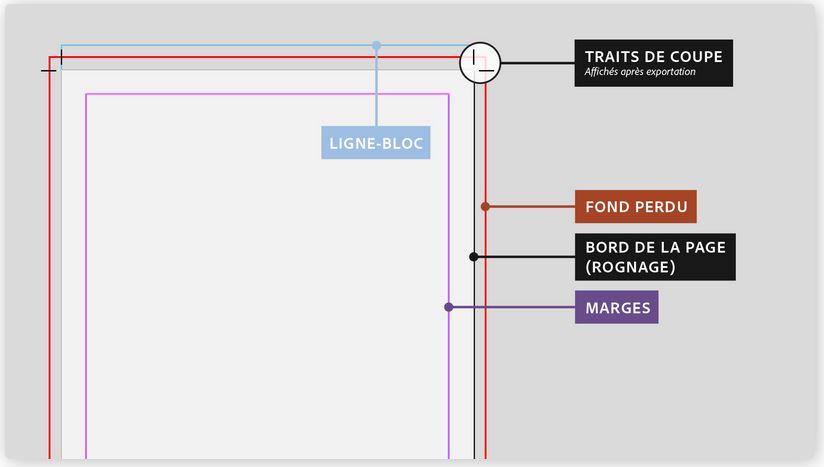 TRAITS DE COUPE
Affichés après exportation
LIGNE-BLOC
FOND PERDU
BORD DE LA PAGE
(ROGNAGE)
MARGES